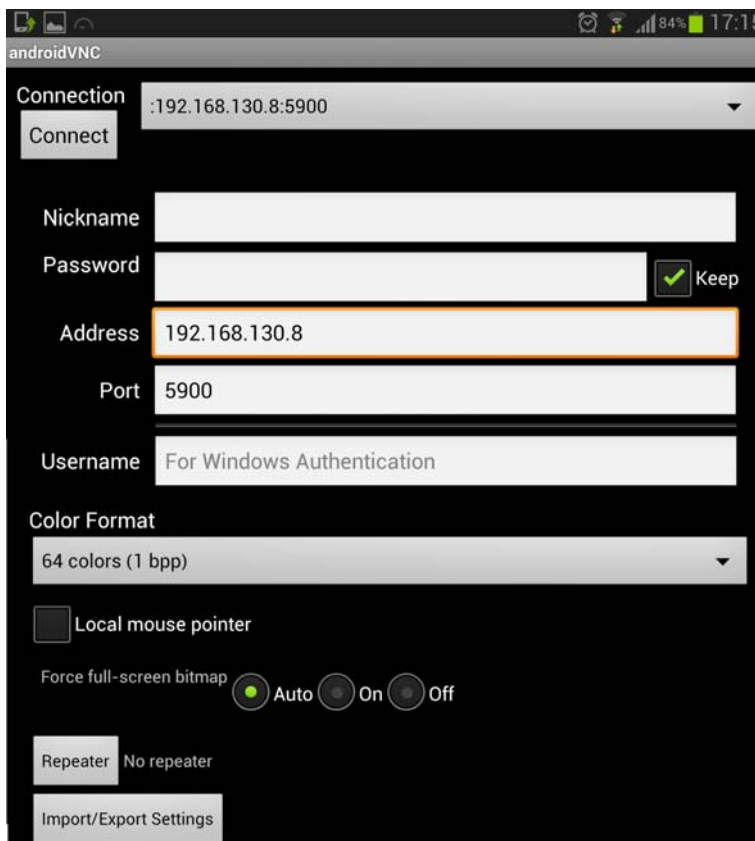 84% 17:15
androidVNC
Connection
:192.168.130.8:5900
Connect
Nickname
Password
Keep
Address 192.168.130.8
Port 5900
Username For Windows Authentication
Color Format
64 colors (1 bpp)
Local mouse pointer
Force full-screen bitmap Auto On Off
Repeater No repeater
Import/Export Settings